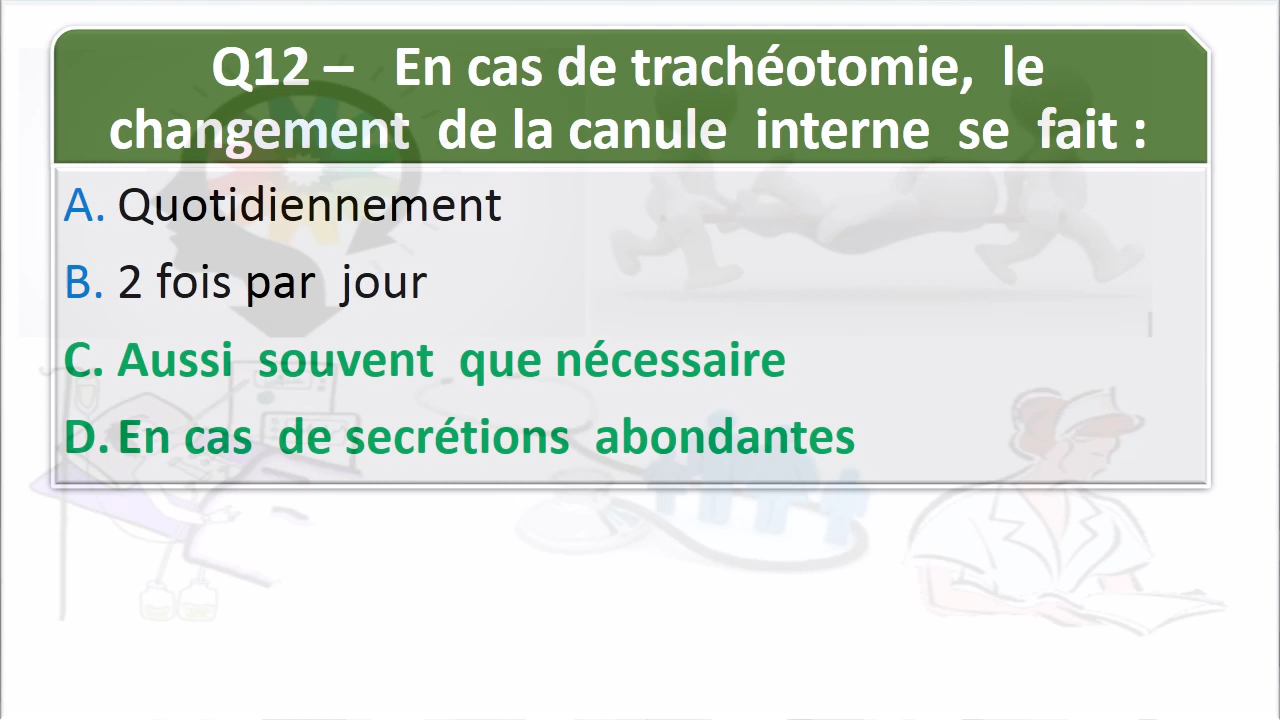 Q12 – En cas de trachéotomie, le
changement de la canule interne se fait :
A. Quotidiennement
B. 2 fois par jour
C. Aussi souvent que nécessaire
D. En cas de secrétions abondantes